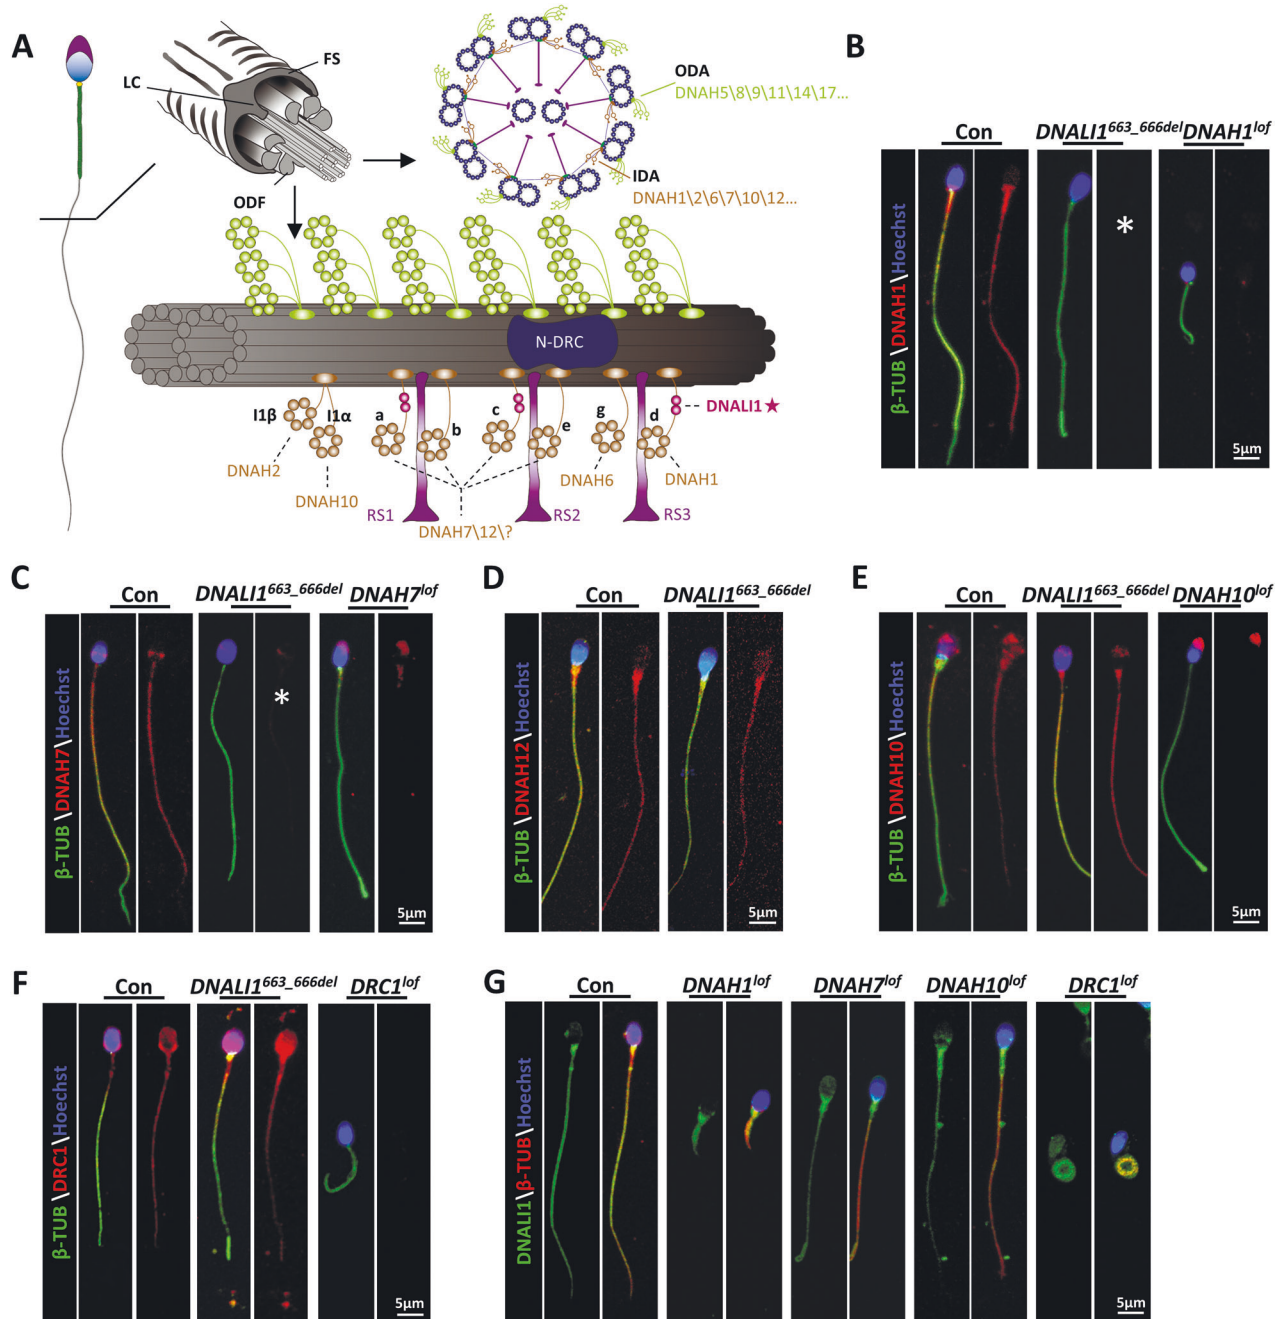 A
LC
FS
ODF
ODA
DNAH5\8\9\11\14\17...
IDA
DNAH1\2\6\7\10\12...
N-DRC
I1β
I1α
a
b
c
e
g
d
DNALI1★
DNAH2
DNAH10
DNAH6
DNAH1
RS1
RS2
RS3
DNAH7\12\?
B
Con
DNALI1663_666del
DNAH1lof
β-TUB \DNAH1\Hoechst
*
5μm
C
Con
DNALI1663_666del
DNAH7lof
β-TUB \DNAH7\Hoechst
*
5μm
D
Con
DNALI1663_666del
β-TUB \DNAH12\Hoechst
5μm
E
Con
DNALI1663_666del
DNAH10lof
β-TUB \DNAH10\Hoechst
5μm
F
Con
DNALI1663_666del
DRC1lof
β-TUB \DRC1\Hoechst
5μm
G
Con
DNAH1lof
DNAH7lof
DNAH10lof
DRC1lof
DNALI1\β-TUB\Hoechst
5μm